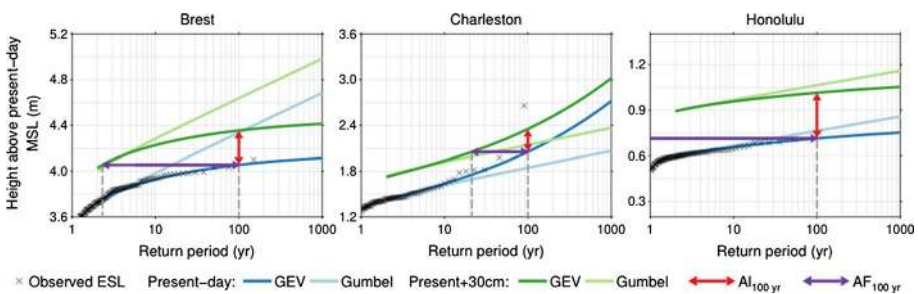 Brest
Charleston
Honolulu
Height above present-day
MSL (m)
5.2
4.8
4.4
4.0
3.6
1
10
100
1000
Return period (yr)
3.6
3.0
2.4
1.8
1.2
1
10
100
1000
Return period (yr)
1.2
0.9
0.6
0.3
1
10
100
1000
Return period (yr)
× Observed ESL Present-day: GEV Gumbel Present+30cm: GEV Gumbel AI100 yr AF100 yr